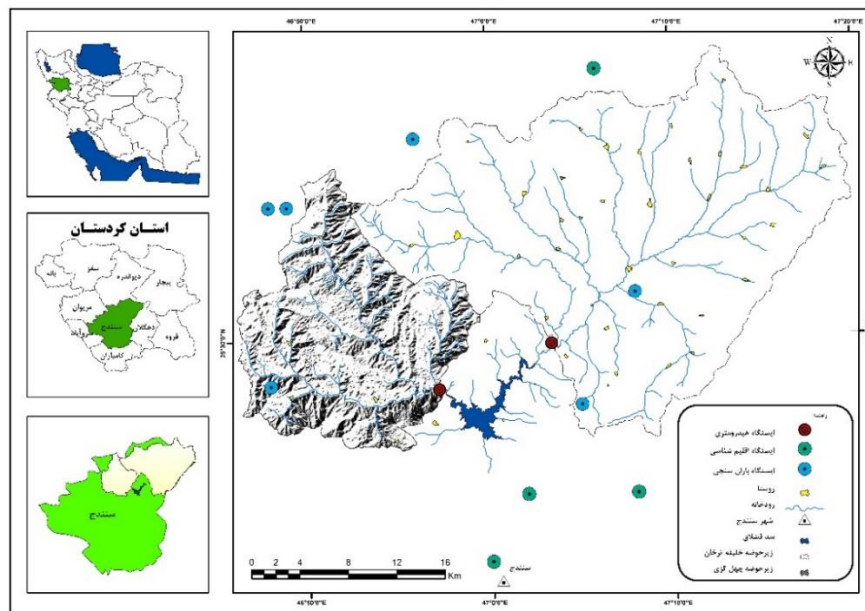 46°50'0"E
47°0'0"E
47°10'0"E
47°20'0"E
N
W
E
S
استان کردستان
بانه
سقز
دیواندره
بیجار
مریوان
سنندج
دهگلان
قروه
سروآباد
کامیاران
سنندج
راهنما
ایستگاه هیدرومتری
ایستگاه اقلیم شناسی
ایستگاه باران سنجی
روستا
رودخانه
شهر سنندج
سد قشلاق
زیرحوضه خلیفه ترخان
زیرحوضه چهل گزی
سنندج
0 2 4 8 12 16
Km
46°50'0"E
47°0'0"E
47°10'0"E